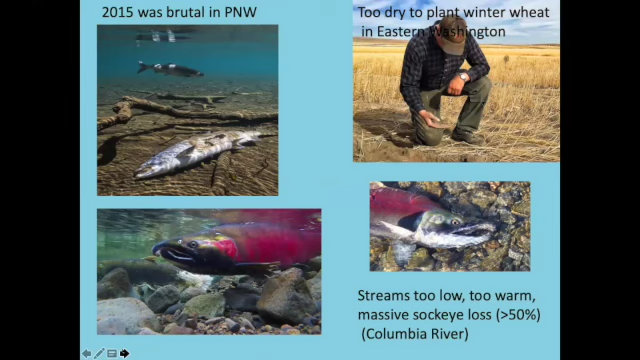 2015 was brutal in PNW
Too dry to plant winter wheat
in Eastern Washington
Streams too low, too warm,
massive sockeye loss (>50%)
(Columbia River)